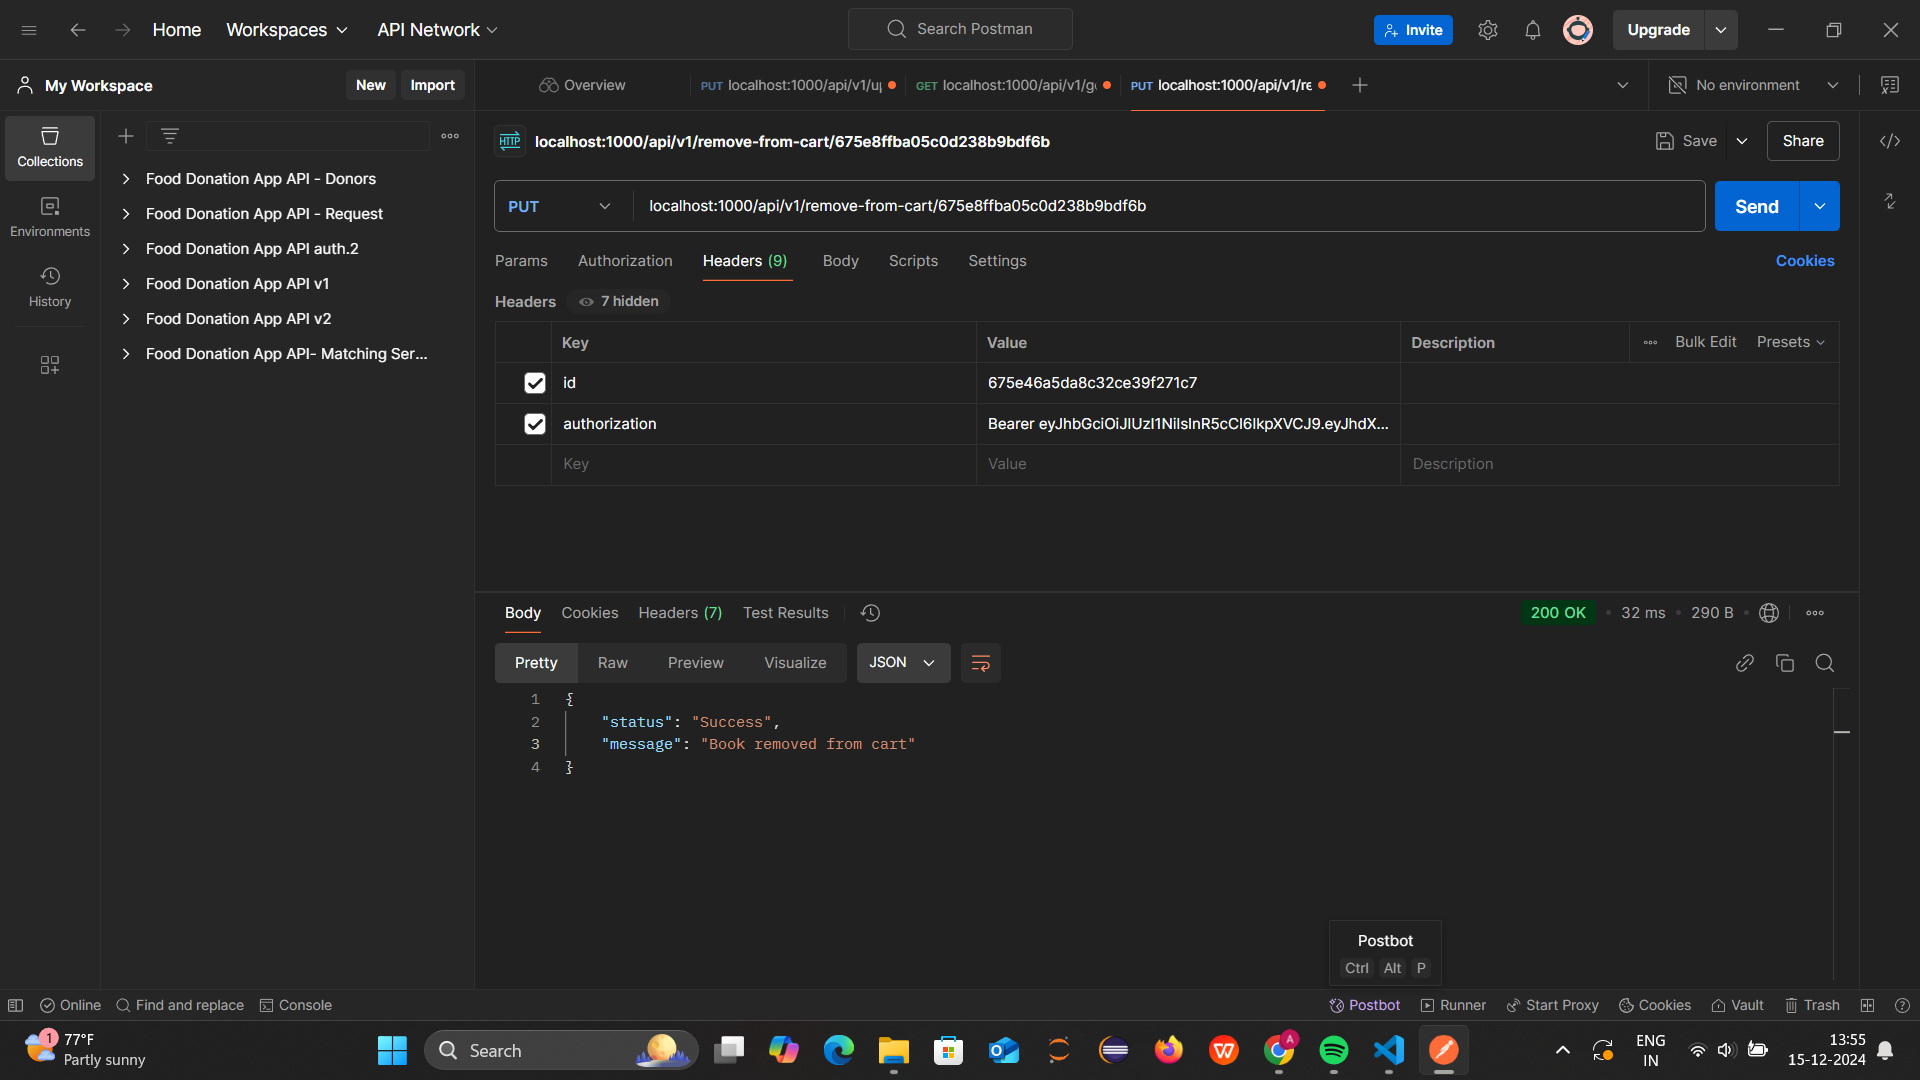 Home Workspaces API Network
Search Postman
Invite
Upgrade
My Workspace New Import
Overview PUT localhost:1000/api/v1/u GET localhost:1000/api/v1/g PUT localhost:1000/api/v1/re No environment
Collections
Environments
History
Food Donation App API - Donors
Food Donation App API - Request
Food Donation App API auth.2
Food Donation App API v1
Food Donation App API v2
Food Donation App API- Matching Ser...
HTTP localhost:1000/api/v1/remove-from-cart/675e8ffba05c0d238b9bdf6b Save Share
PUT localhost:1000/api/v1/remove-from-cart/675e8ffba05c0d238b9bdf6b Send
Params Authorization Headers (9) Body Scripts Settings Cookies
Headers 7 hidden
Key Value Description Bulk Edit Presets
id 675e46a5da8c32ce39f271c7
authorization Bearer eyJhbGciOiJIUzI1NiIsInR5cCI6IkpXVCJ9.eyJhdX...
Key Value Description
Body Cookies Headers (7) Test Results 200 OK 32 ms 290 B
Pretty Raw Preview Visualize JSON
1 {
2 "status": "Success",
3 "message": "Book removed from cart"
4 }
Postbot
Ctrl Alt P
Online Find and replace Console Postbot Runner Start Proxy Cookies Vault Trash
1 77°F
Partly sunny
Search
A
ENG
IN
13:55
15-12-2024